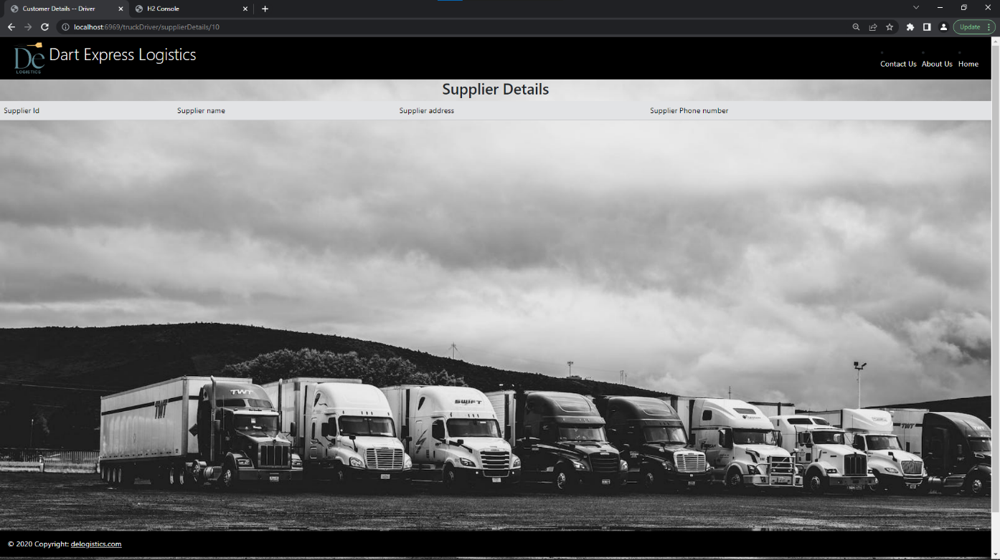 Customer Details -- Driver
H2 Console
localhost:6969/truckDriver/supplierDetails/10
Update
De
LOGISTICS
Dart Express Logistics
Contact Us
About Us
Home
Supplier Details
Supplier Id
Supplier name
Supplier address
Supplier Phone number
TWT
TWT
SWIFT
TWT
TWT
© 2020 Copyright: delogistics.com